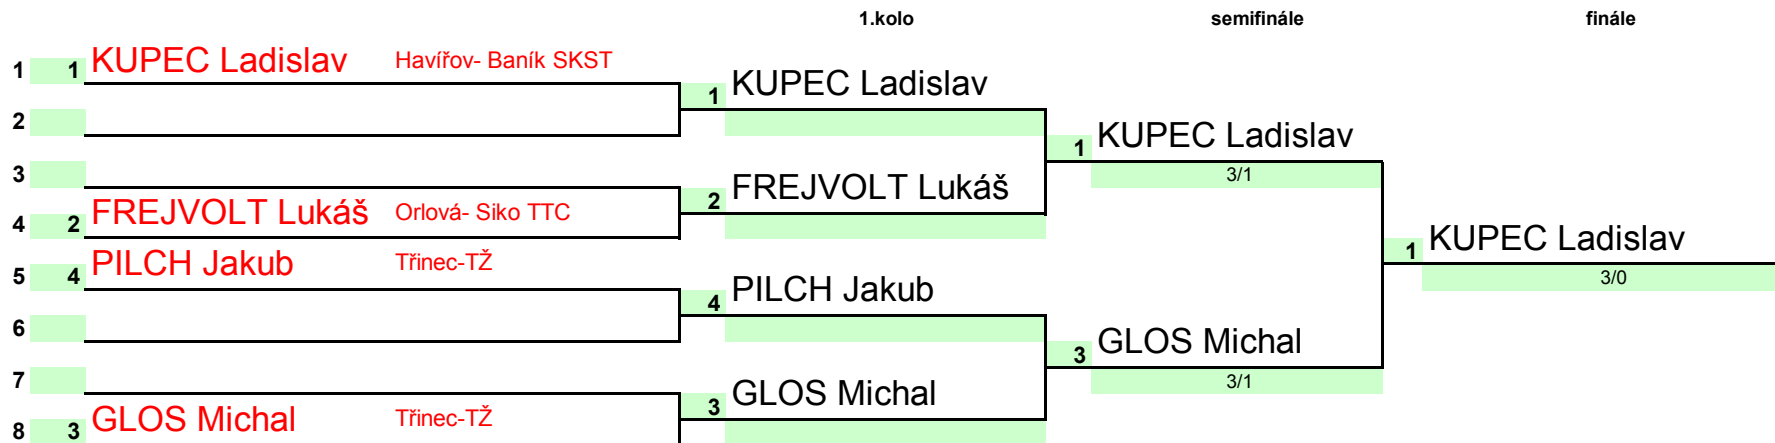 1.kolo semifinále finále
1 1 KUPEC Ladislav Havířov- Baník SKST
1 KUPEC Ladislav
2
1 KUPEC Ladislav
3/1
3
2 FREJVOLT Lukáš
4 2 FREJVOLT Lukáš Orlová- Siko TTC
1 KUPEC Ladislav
3/0
5 4 PILCH Jakub Třinec-TŽ
4 PILCH Jakub
6
3 GLOS Michal
3/1
7
3 GLOS Michal
8 3 GLOS Michal Třinec-TŽ